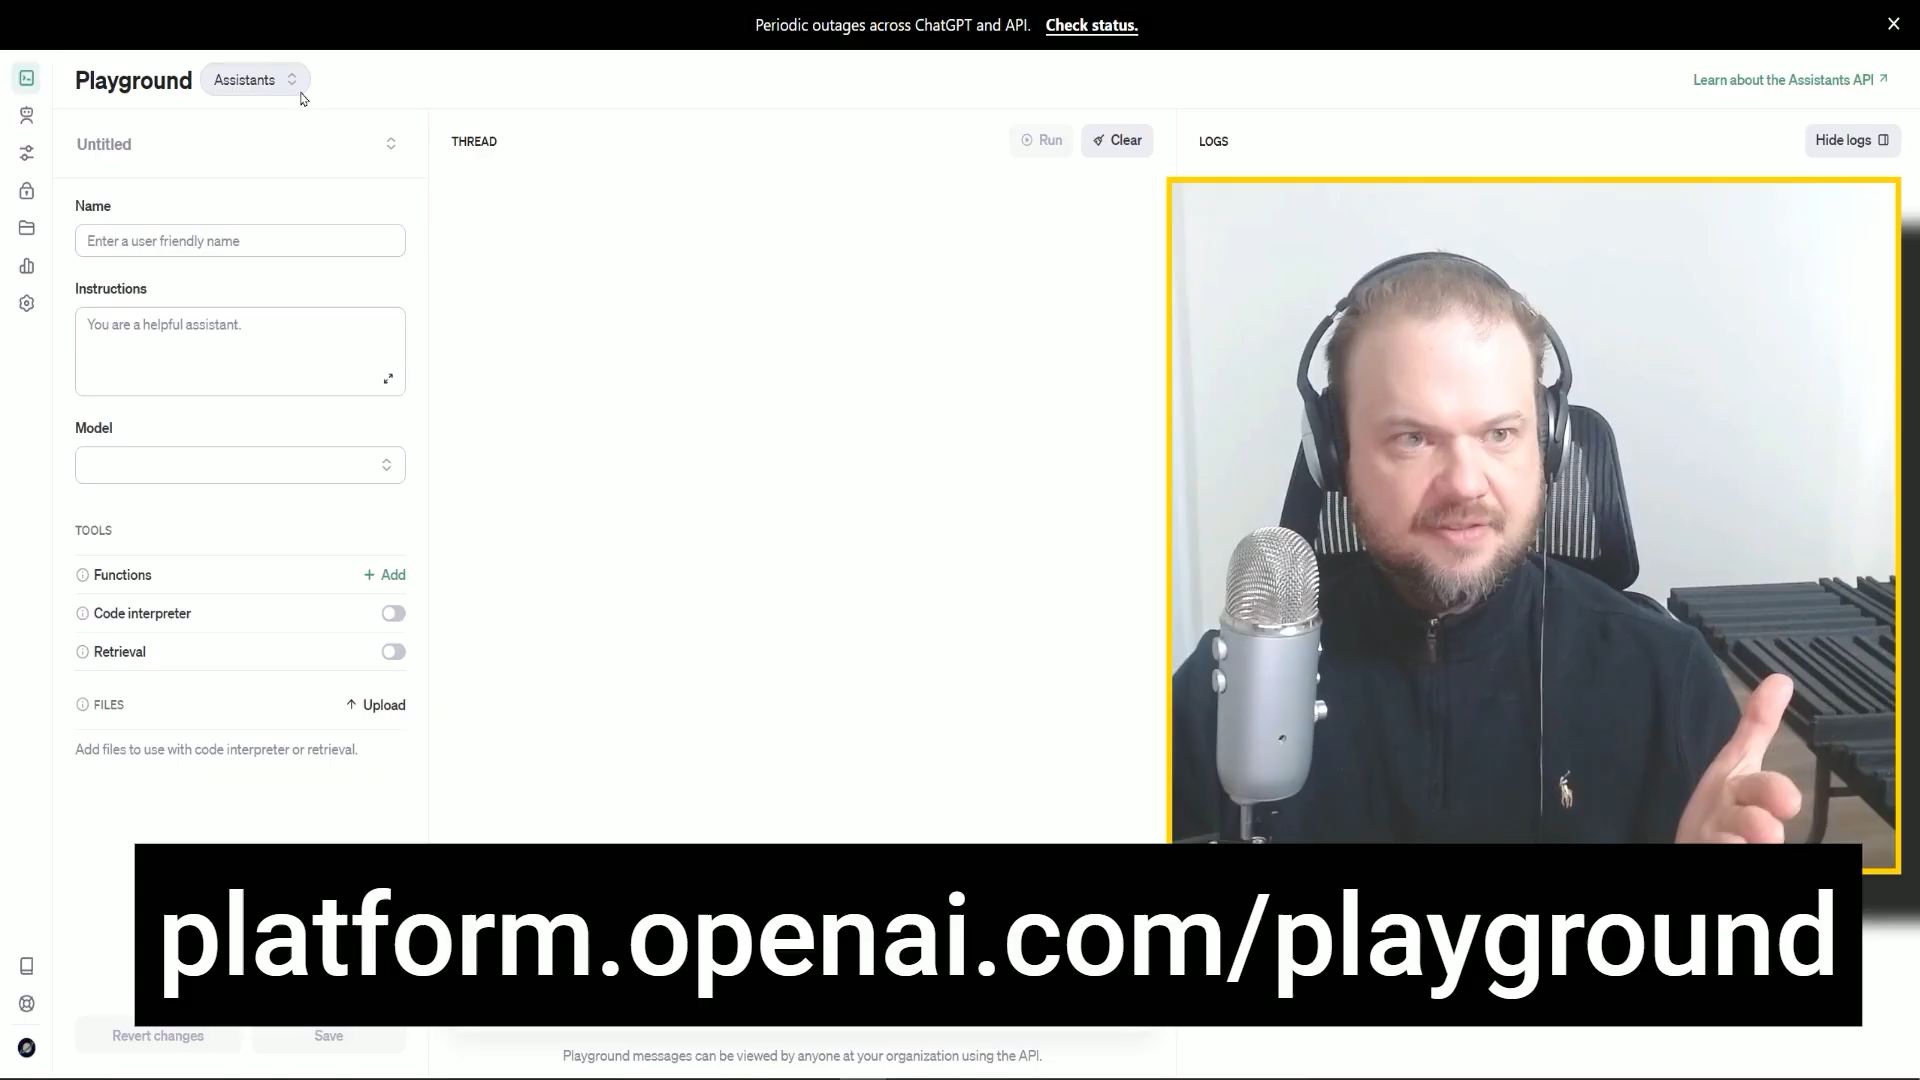 Periodic outages across ChatGPT and API. Check status.
Playground Assistants
Learn about the Assistants API
Untitled
THREAD
Run
Clear
LOGS
Hide logs
Name
Enter a user friendly name
Instructions
You are a helpful assistant.
Model
TOOLS
Functions
+ Add
Code interpreter
Retrieval
FILES
Upload
Add files to use with code interpreter or retrieval.
platform.openai.com/playground
Revert changes
Save
Playground messages can be viewed by anyone at your organization using the API.